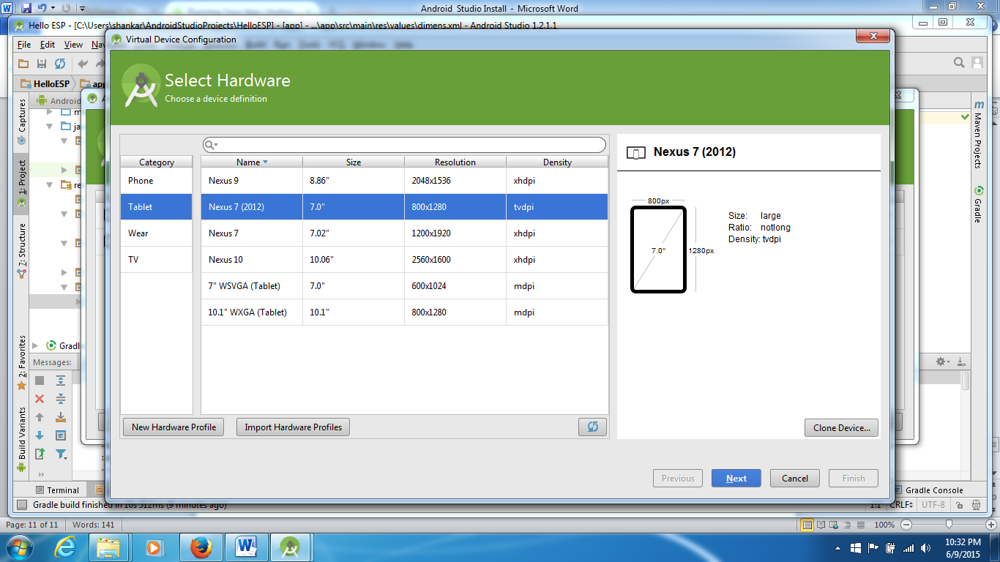 Android Studio Install - Microsoft Word
Hello ESP - [C:\Users\shankar\AndroidStudioProjects\HelloESP] - [app] - ...\app\src\main\res\values\dimens.xml - Android Studio 1.2.1.1
Virtual Device Configuration
File Edit View
HelloESP
Select Hardware
Choose a device definition
Captures
1: Project
7: Structure
2: Favorites
Build Variants
Android
Gradl
Messages:
Maven Projects
Gradle
Category
Phone
Tablet
Wear
TV
Name Size Resolution Density
Nexus 9 8.86" 2048x1536 xhdpi
Nexus 7 (2012) 7.0" 800x1280 tvdpi
Nexus 7 7.02" 1200x1920 xhdpi
Nexus 10 10.06" 2560x1600 xhdpi
7" WSVGA (Tablet) 7.0" 600x1024 mdpi
10.1" WXGA (Tablet) 10.1" 800x1280 mdpi
Nexus 7 (2012)
800px
7.0"
1280px
Size: large
Ratio: notlong
Density: tvdpi
New Hardware Profile
Import Hardware Profiles
Clone Device...
Previous
Next
Cancel
Finish
Terminal
Gradle Console
Gradle build finished in 10s 512ms (9 minutes ago)
1:1 CRLF UTF-8
Page: 11 of 11 Words: 141
100%
10:32 PM
6/9/2015